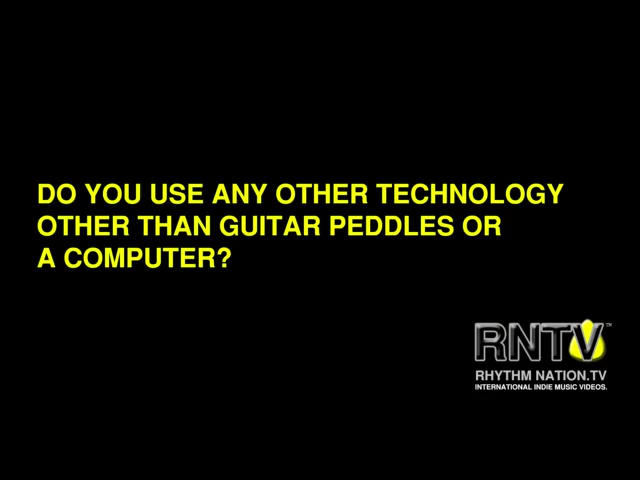 DO YOU USE ANY OTHER TECHNOLOGY
OTHER THAN GUITAR PEDDLES OR
A COMPUTER?
RNTV™
RHYTHM NATION.TV
INTERNATIONAL INDIE MUSIC VIDEOS.